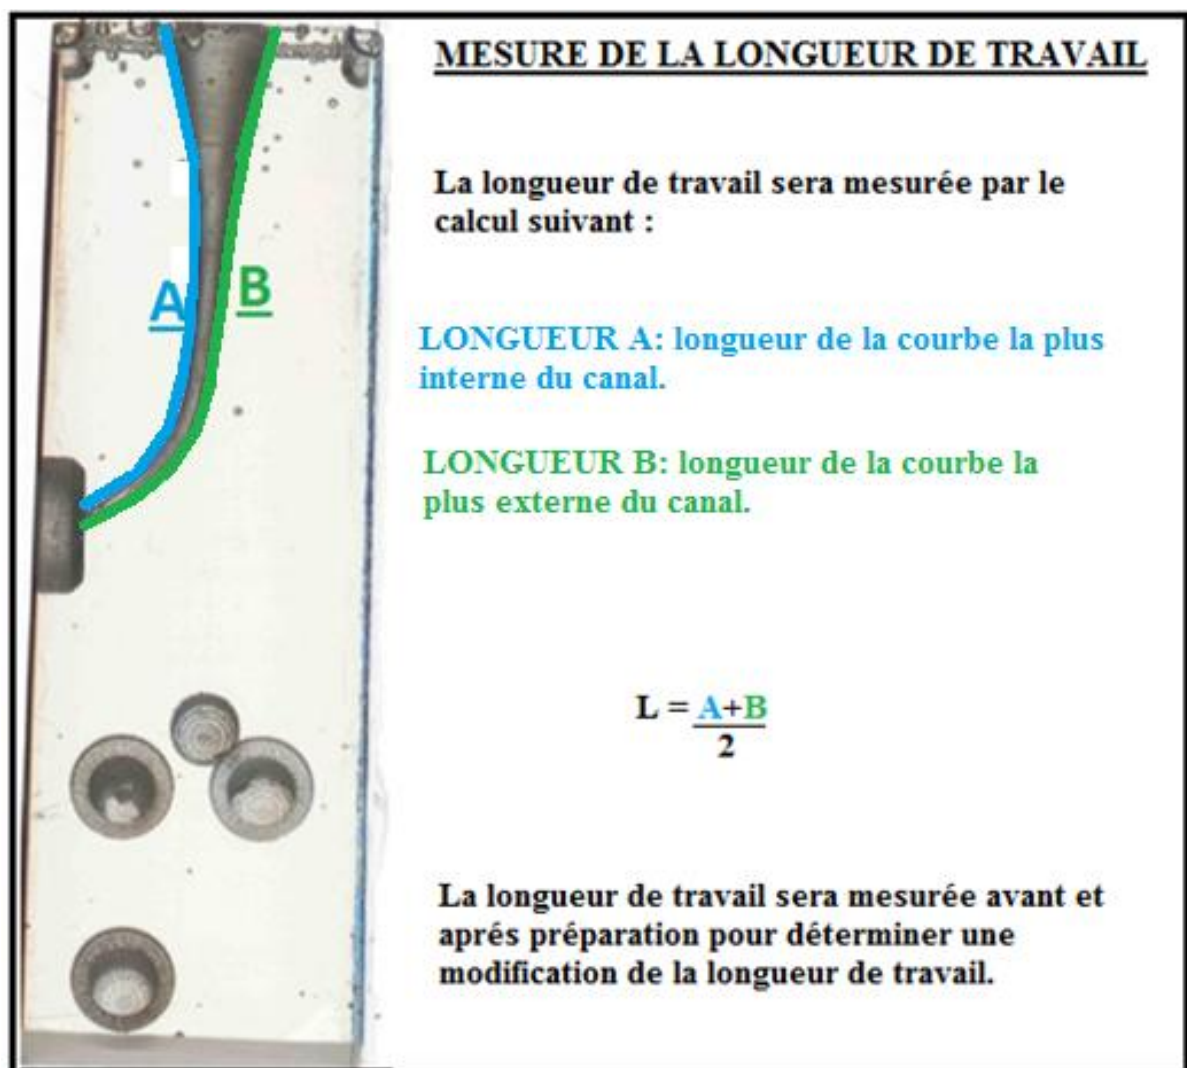 MESURE DE LA LONGUEUR DE TRAVAIL
La longueur de travail sera mesurée par le
calcul suivant :
A
B
LONGUEUR A: longueur de la courbe la plus
interne du canal.
LONGUEUR B: longueur de la courbe la
plus externe du canal.
L = A+B
2
La longueur de travail sera mesurée avant et
aprés préparation pour déterminer une
modification de la longueur de travail.